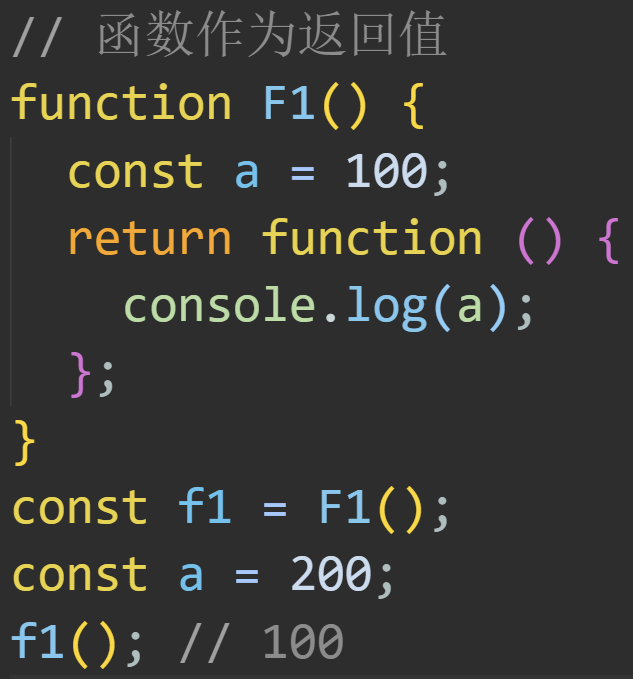 // 函数作为返回值
function F1() {
  const a = 100;
  return function () {
    console.log(a);
  };
}
const f1 = F1();
const a = 200;
f1(); // 100